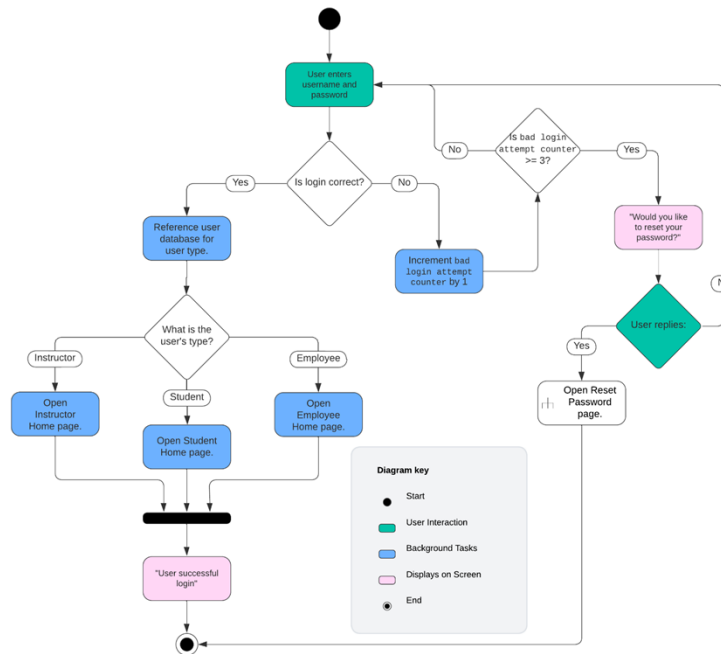 User enters
username and
password
Is login correct?
Yes
No
Is bad login
attempt counter
>= 3?
No
Yes
Reference user
database for
user type.
Increment bad
login attempt
counter by 1
"Would you like
to reset your
password?"
User replies:
Yes
What is the
user's type?
Instructor
Student
Employee
Open
Instructor
Home page.
Open Student
Home page.
Open
Employee
Home page.
Open Reset
Password
page.
"User successful
login"
Diagram key
Start
User Interaction
Background Tasks
Displays on Screen
End